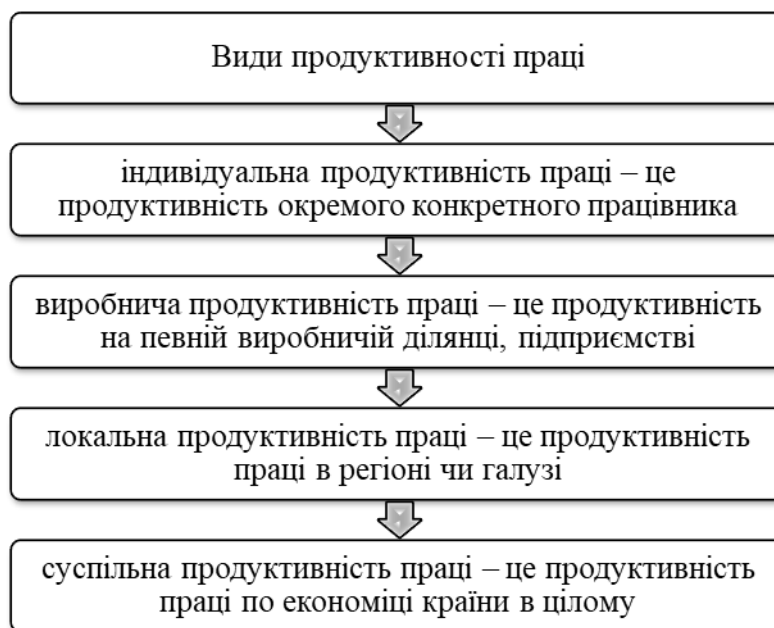 Види продуктивності праці
індивідуальна продуктивність праці – це
продуктивність окремого конкретного працівника
виробнича продуктивність праці – це продуктивність
на певній виробничій ділянці, підприємстві
локальна продуктивність праці – це продуктивність
праці в регіоні чи галузі
суспільна продуктивність праці – це продуктивність
праці по економіці країни в цілому